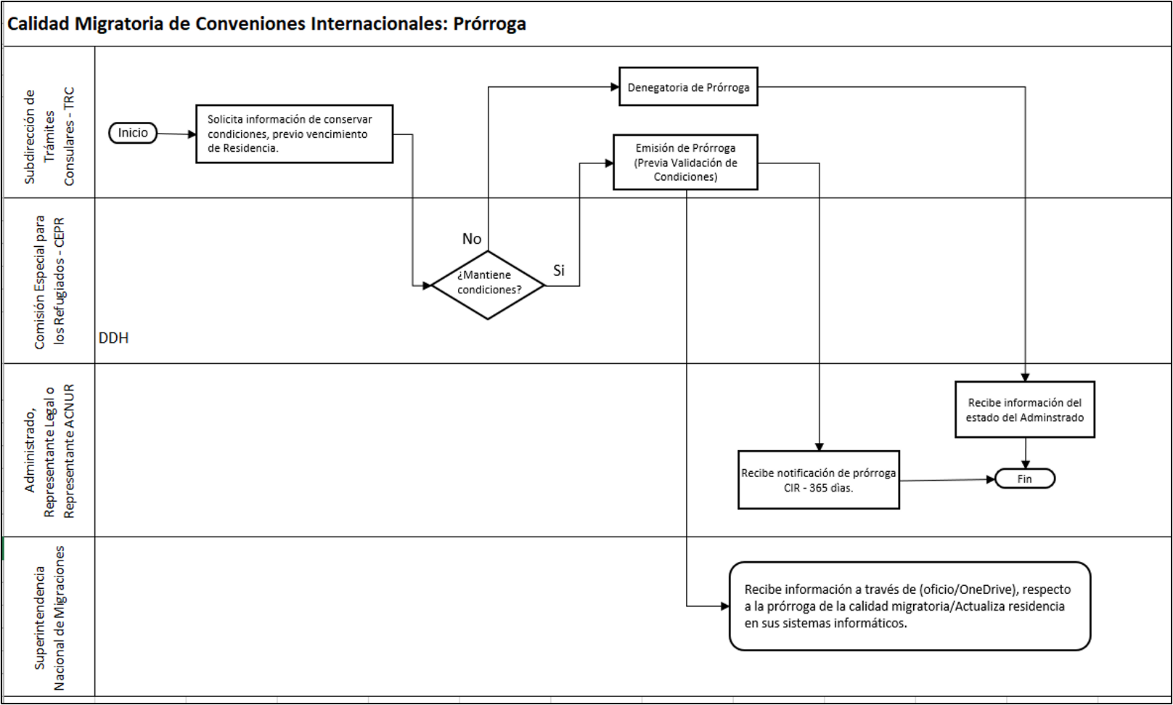 Calidad Migratoria de Conveniones Internacionales: Prórroga
Subdirección de
Trámites
Consulares - TRC
Inicio
Solicita información de conservar
condiciones, previo vencimiento
de Residencia.
Denegatoria de Prórroga
Emisión de Prórroga
(Previa Validación de
Condiciones)
Comisión Especial para
los Refugiados - CEPR
DDH
No
¿Mantiene
condiciones?
Si
Administrado,
Representante Legal o
Representante ACNUR
Recibe información del
estado del Adminstrado
Recibe notificación de prórroga
CIR - 365 dìas.
Fin
Superintendencia
Nacional de Migraciones
Recibe información a través de (oficio/OneDrive), respecto
a la prórroga de la calidad migratoria/Actualiza residencia
en sus sistemas informáticos.